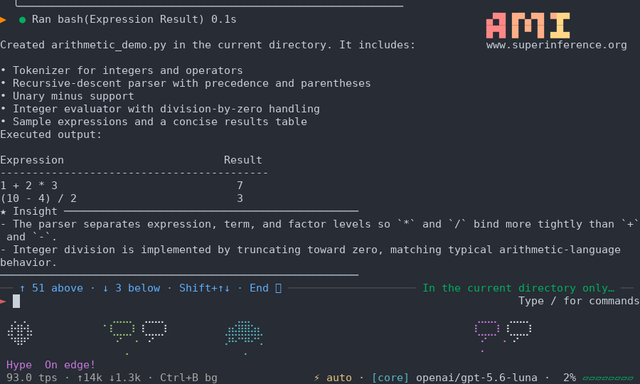 ► ● Ran bash(Expression Result) 0.1s
AMI
Created arithmetic_demo.py in the current directory. It includes:
www.superinference.org
• Tokenizer for integers and operators
• Recursive-descent parser with precedence and parentheses
• Unary minus support
• Integer evaluator with division-by-zero handling
• Sample expressions and a concise results table
Executed output:
Expression Result
------------------------------------------
1 + 2 * 3 7
(10 - 4) / 2 3
★ Insight
- The parser separates expression, term, and factor levels so `*` and `/` bind more tightly than `+`
and `-`.
- Integer division is implemented by truncating toward zero, matching typical arithmetic-language
behavior.
↑ 51 above · ↓ 3 below · Shift+↑↓ · End
In the current directory only…
► Type / for commands
Hype On edge!
93.0 tps · ↑14k ↓1.3k · Ctrl+B bg
⚡ auto · [core] openai/gpt-5.6-luna · 2%